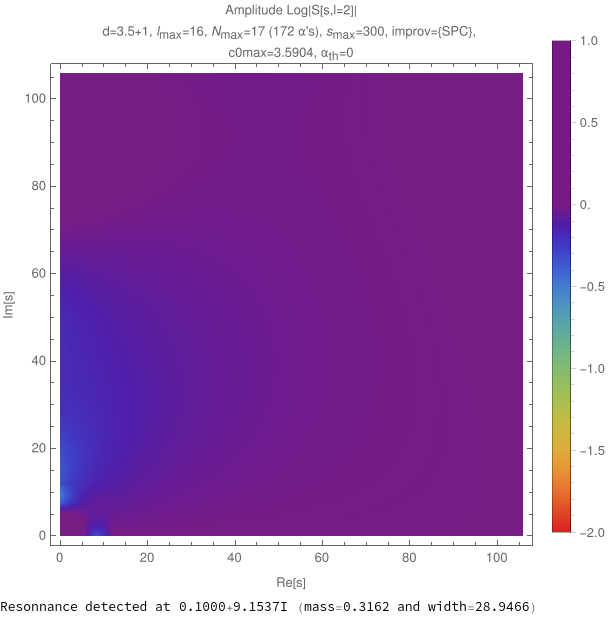 Amplitude Log|S[s,l=2]|
d=3.5+1, lmax=16, Nmax=17 (172 α's), smax=300, improv={SPC},
c0max=3.5904, αth=0
1.0
0.5
0.
-0.5
-1.0
-1.5
-2.0
100
80
60
40
20
0
Im[s]
0 20 40 60 80 100
Re[s]
Resonnance detected at 0.1000+9.1537I (mass=0.3162 and width=28.9466)